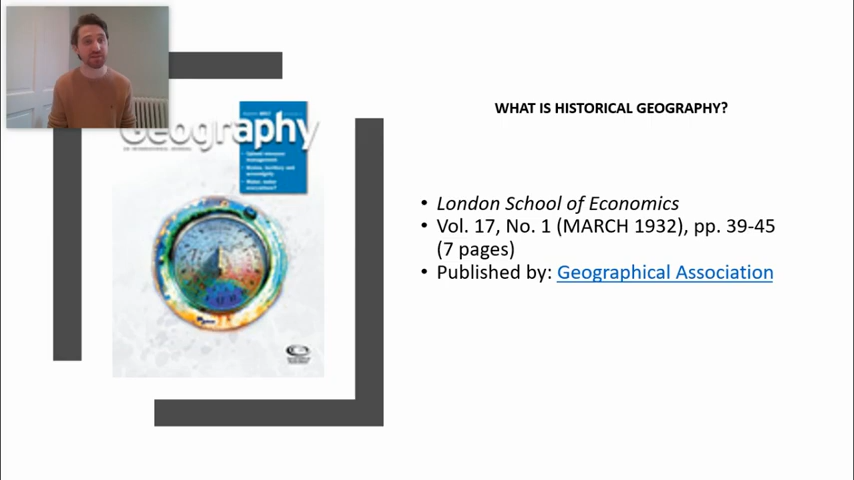 WHAT IS HISTORICAL GEOGRAPHY?
Geography
• London School of Economics
• Vol. 17, No. 1 (MARCH 1932), pp. 39-45
(7 pages)
• Published by: Geographical Association